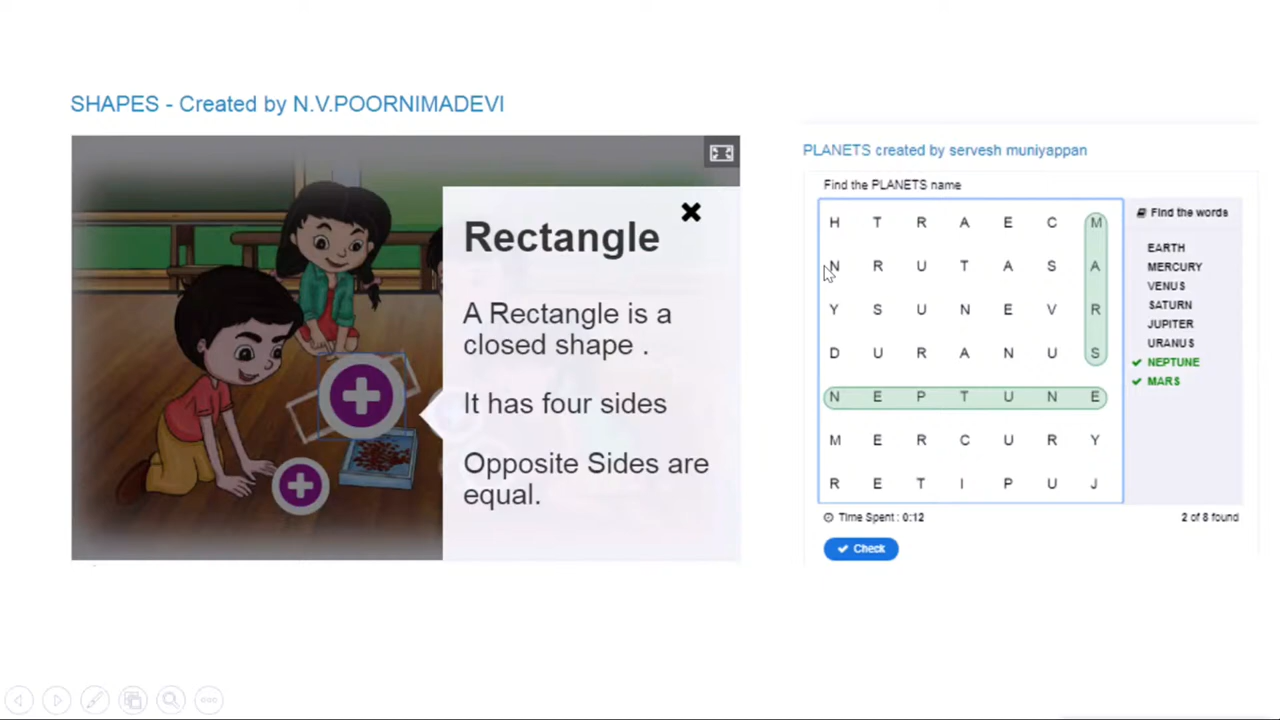 SHAPES - Created by N.V.POORNIMADEVI
Rectangle
A Rectangle is a
closed shape .
It has four sides
Opposite Sides are
equal.
PLANETS created by servesh muniyappan
Find the PLANETS name
H T R A E C M
N R U T A S A
Y S U N E V R
D U R A N U S
N E P T U N E
M E R C U R Y
R E T I P U J
Find the words
EARTH
MERCURY
VENUS
SATURN
JUPITER
URANUS
NEPTUNE
MARS
Time Spent : 0:12
2 of 8 found
Check